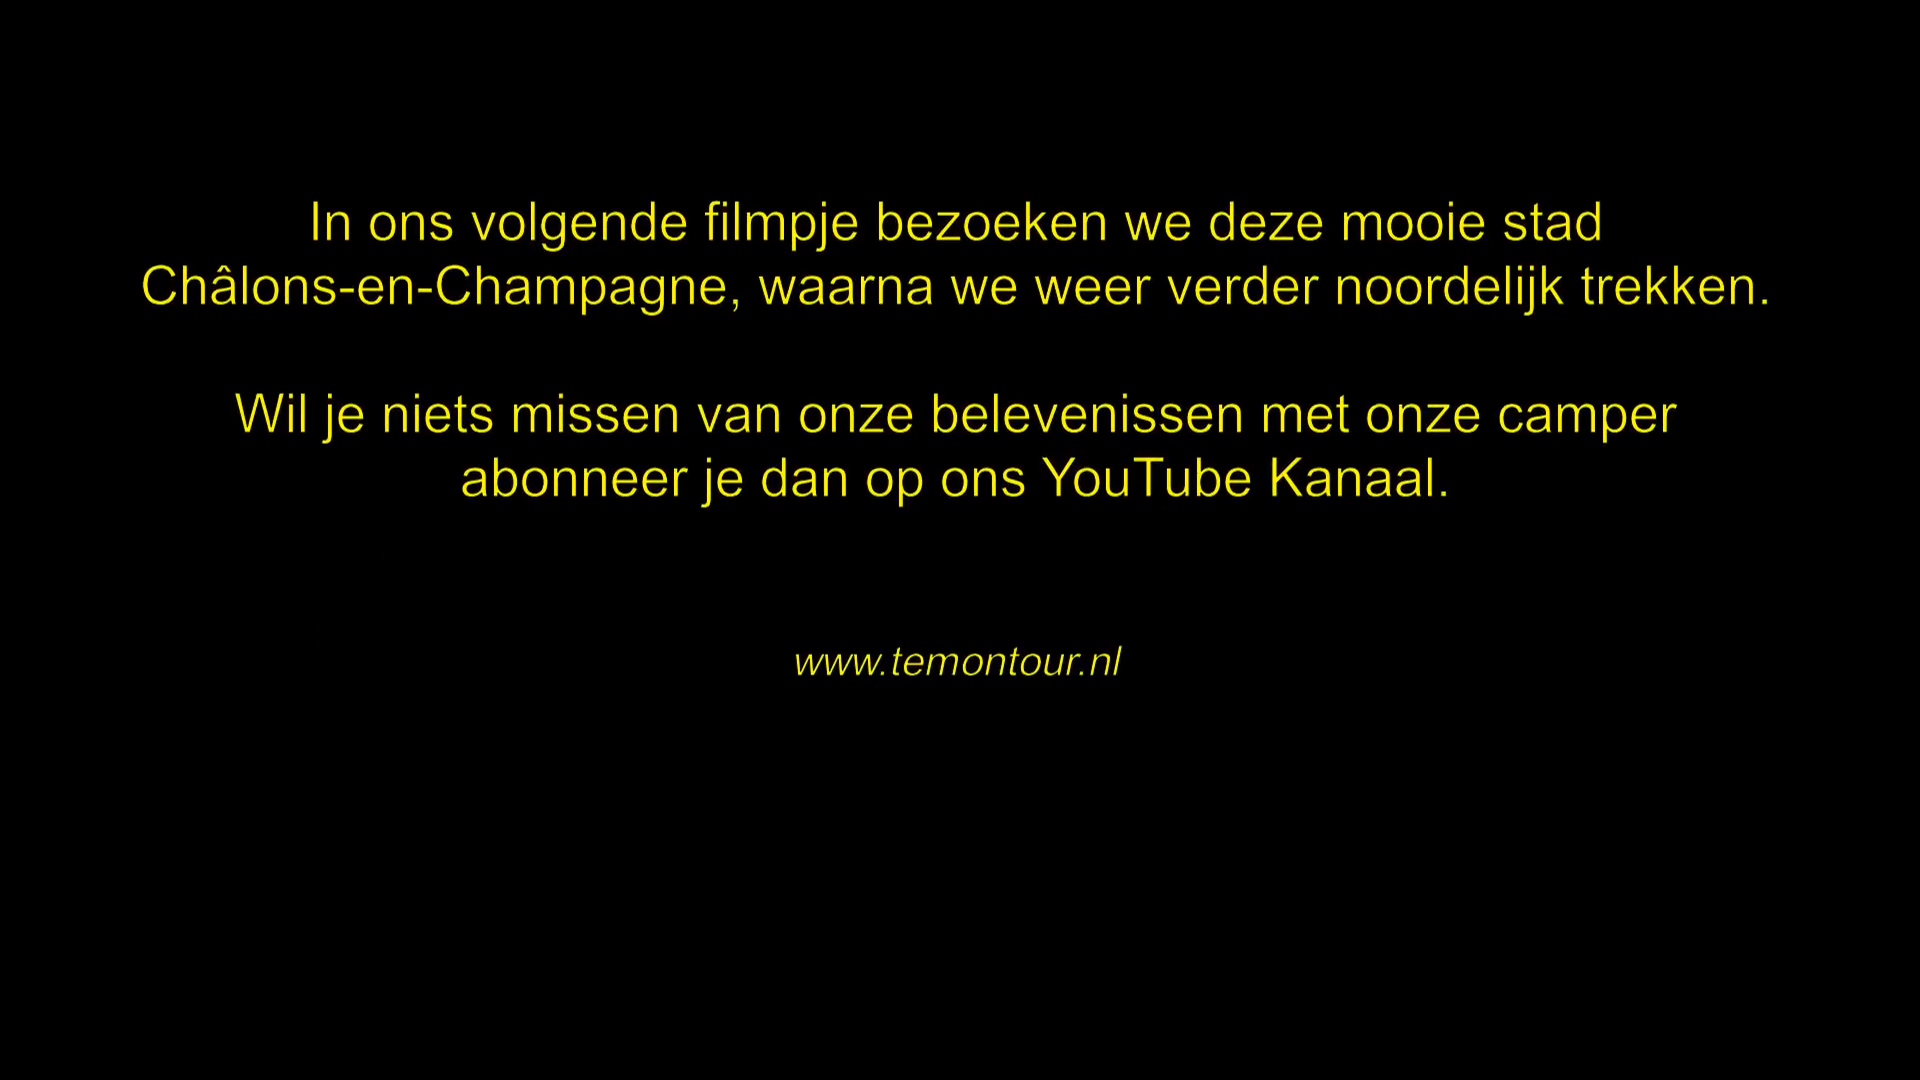 In ons volgende filmpje bezoeken we deze mooie stad
Châlons-en-Champagne, waarna we weer verder noordelijk trekken.
Wil je niets missen van onze belevenissen met onze camper
abonneer je dan op ons YouTube Kanaal.
www.temontour.nl